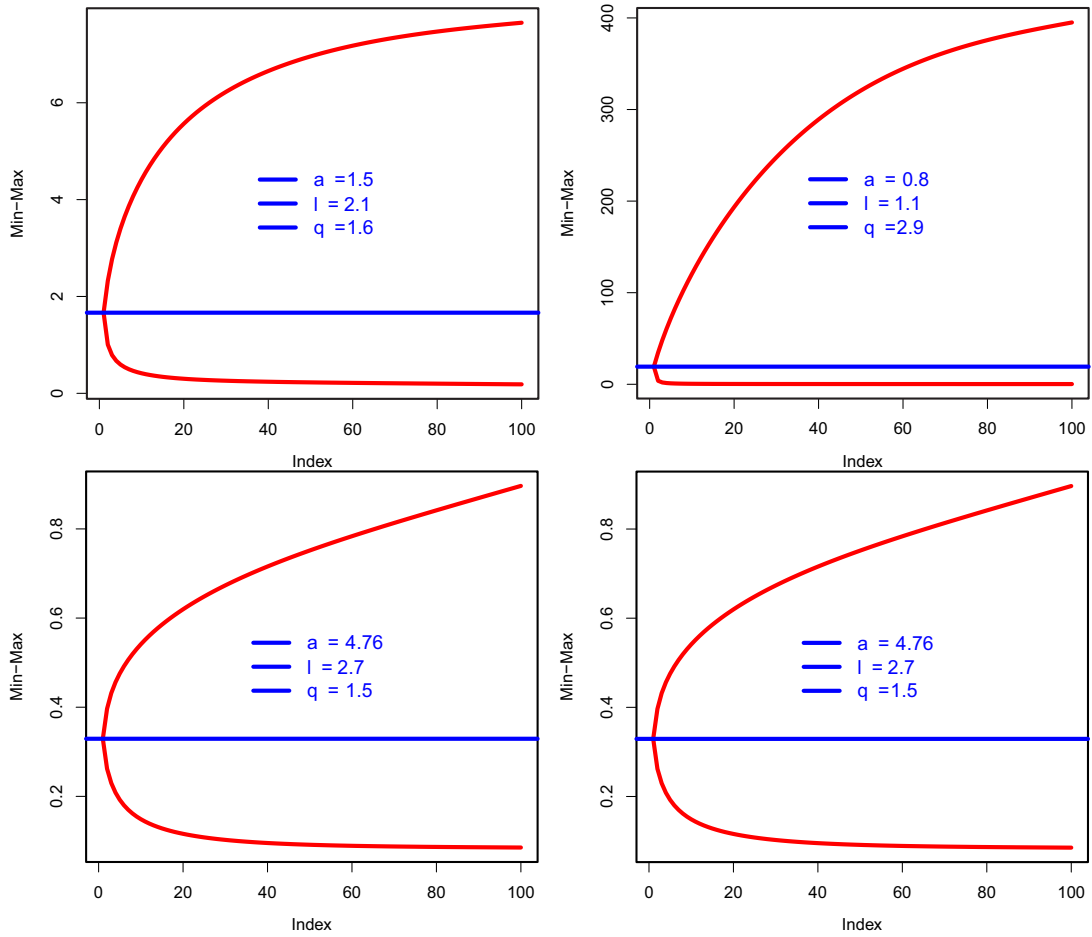 Min−Max
6
4
2
0
a =1.5
l = 2.1
q =1.6
0 20 40 60 80 100
Index
Min−Max
400
300
200
100
0
a = 0.8
l = 1.1
q =2.9
0 20 40 60 80 100
Index
Min−Max
0.8
0.6
0.4
0.2
a = 4.76
l = 2.7
q = 1.5
0 20 40 60 80 100
Index
Min−Max
0.8
0.6
0.4
0.2
a = 4.76
l = 2.7
q =1.5
0 20 40 60 80 100
Index